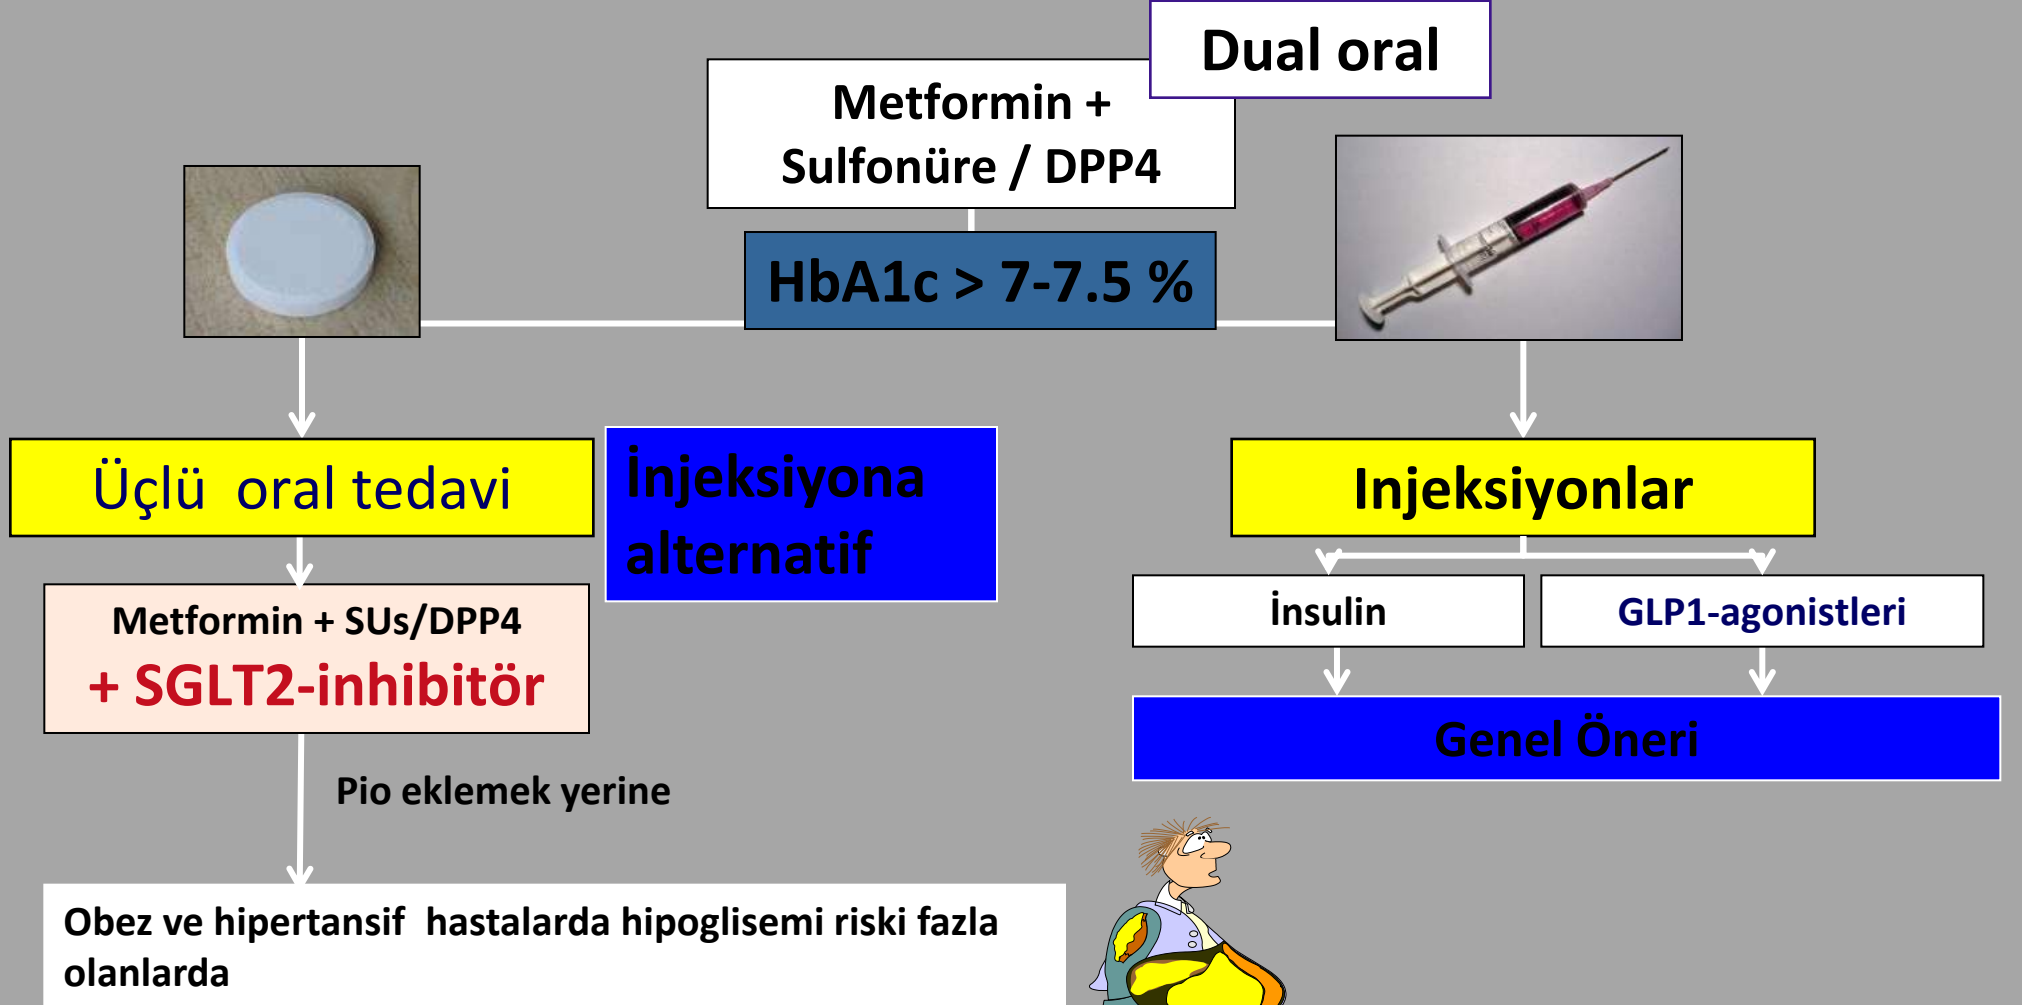 Dual oral
Metformin +
Sulfonüre / DPP4
HbA1c > 7-7.5 %
Üçlü oral tedavi
İnjeksiyona
alternatif
Injeksiyonlar
Metformin + SUs/DPP4
+ SGLT2-inhibitör
İnsulin
GLP1-agonistleri
Genel Öneri
Pio eklemek yerine
Obez ve hipertansif hastalarda hipoglisemi riski fazla
olanlarda